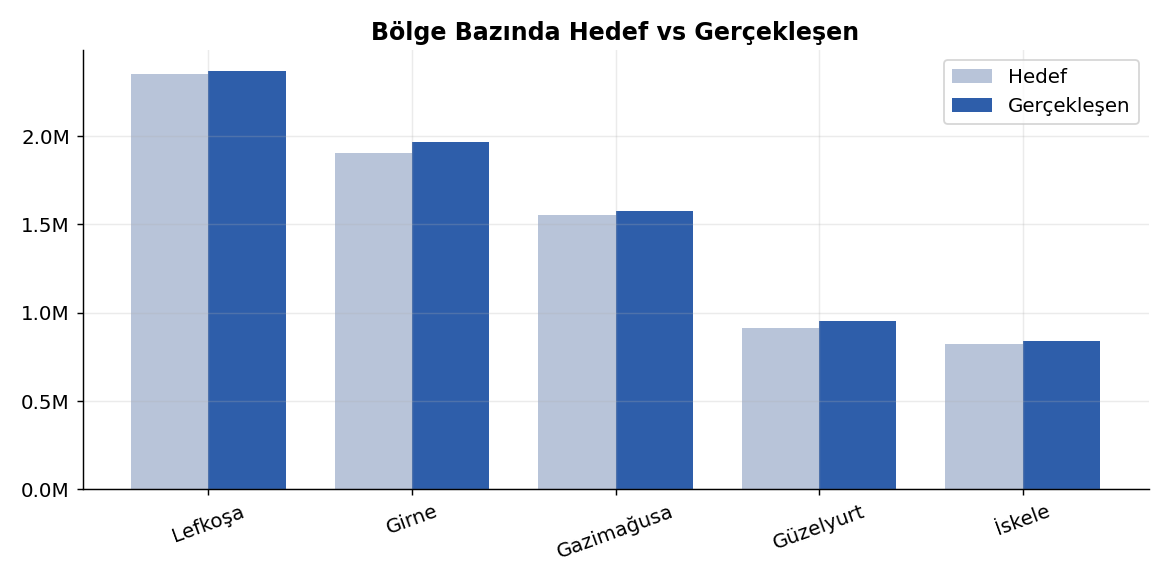 Bölge Bazında Hedef vs Gerçekleşen
Hedef
Gerçekleşen
2.0M
1.5M
1.0M
0.5M
0.0M
Lefkoşa
Girne
Gazimağusa
Güzelyurt
İskele